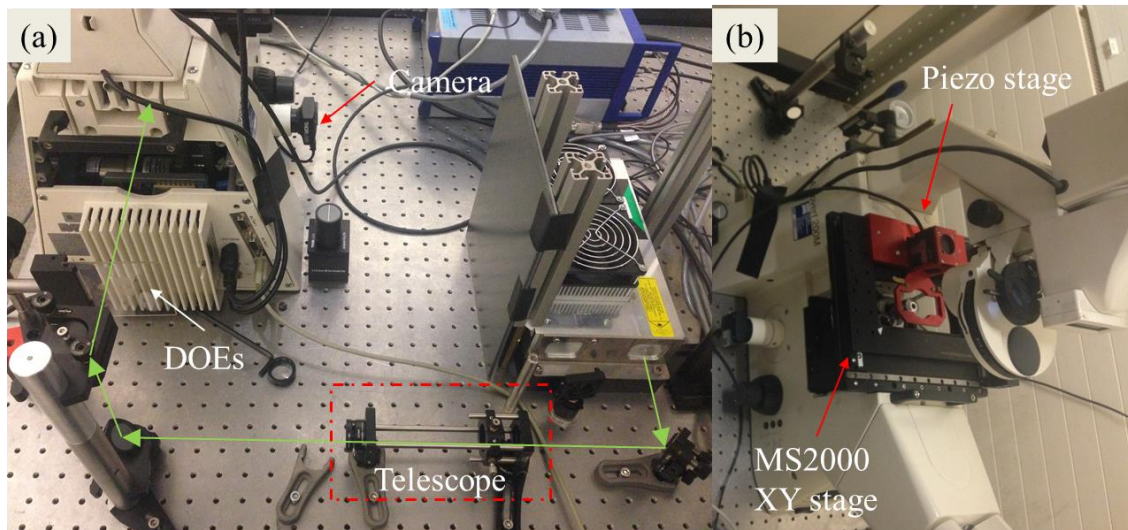 (a)
Camera
DOEs
Telescope
(b)
Piezo stage
MS2000
XY stage